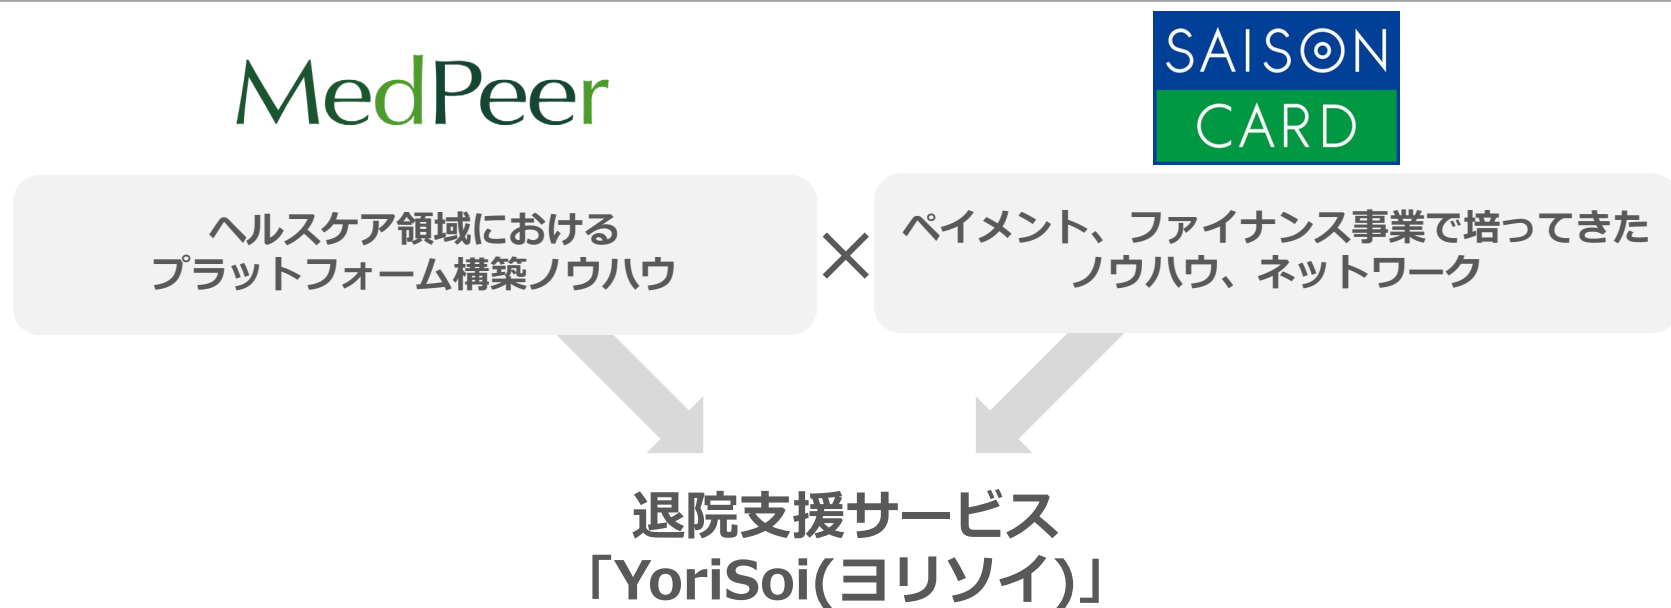 MedPeer
SAISON
CARD
ヘルスケア領域における
プラットフォーム構築ノウハウ
×
ペイメント、ファイナンス事業で培ってきた
ノウハウ、ネットワーク
退院支援サービス
「YoriSoi(ヨリソイ)」